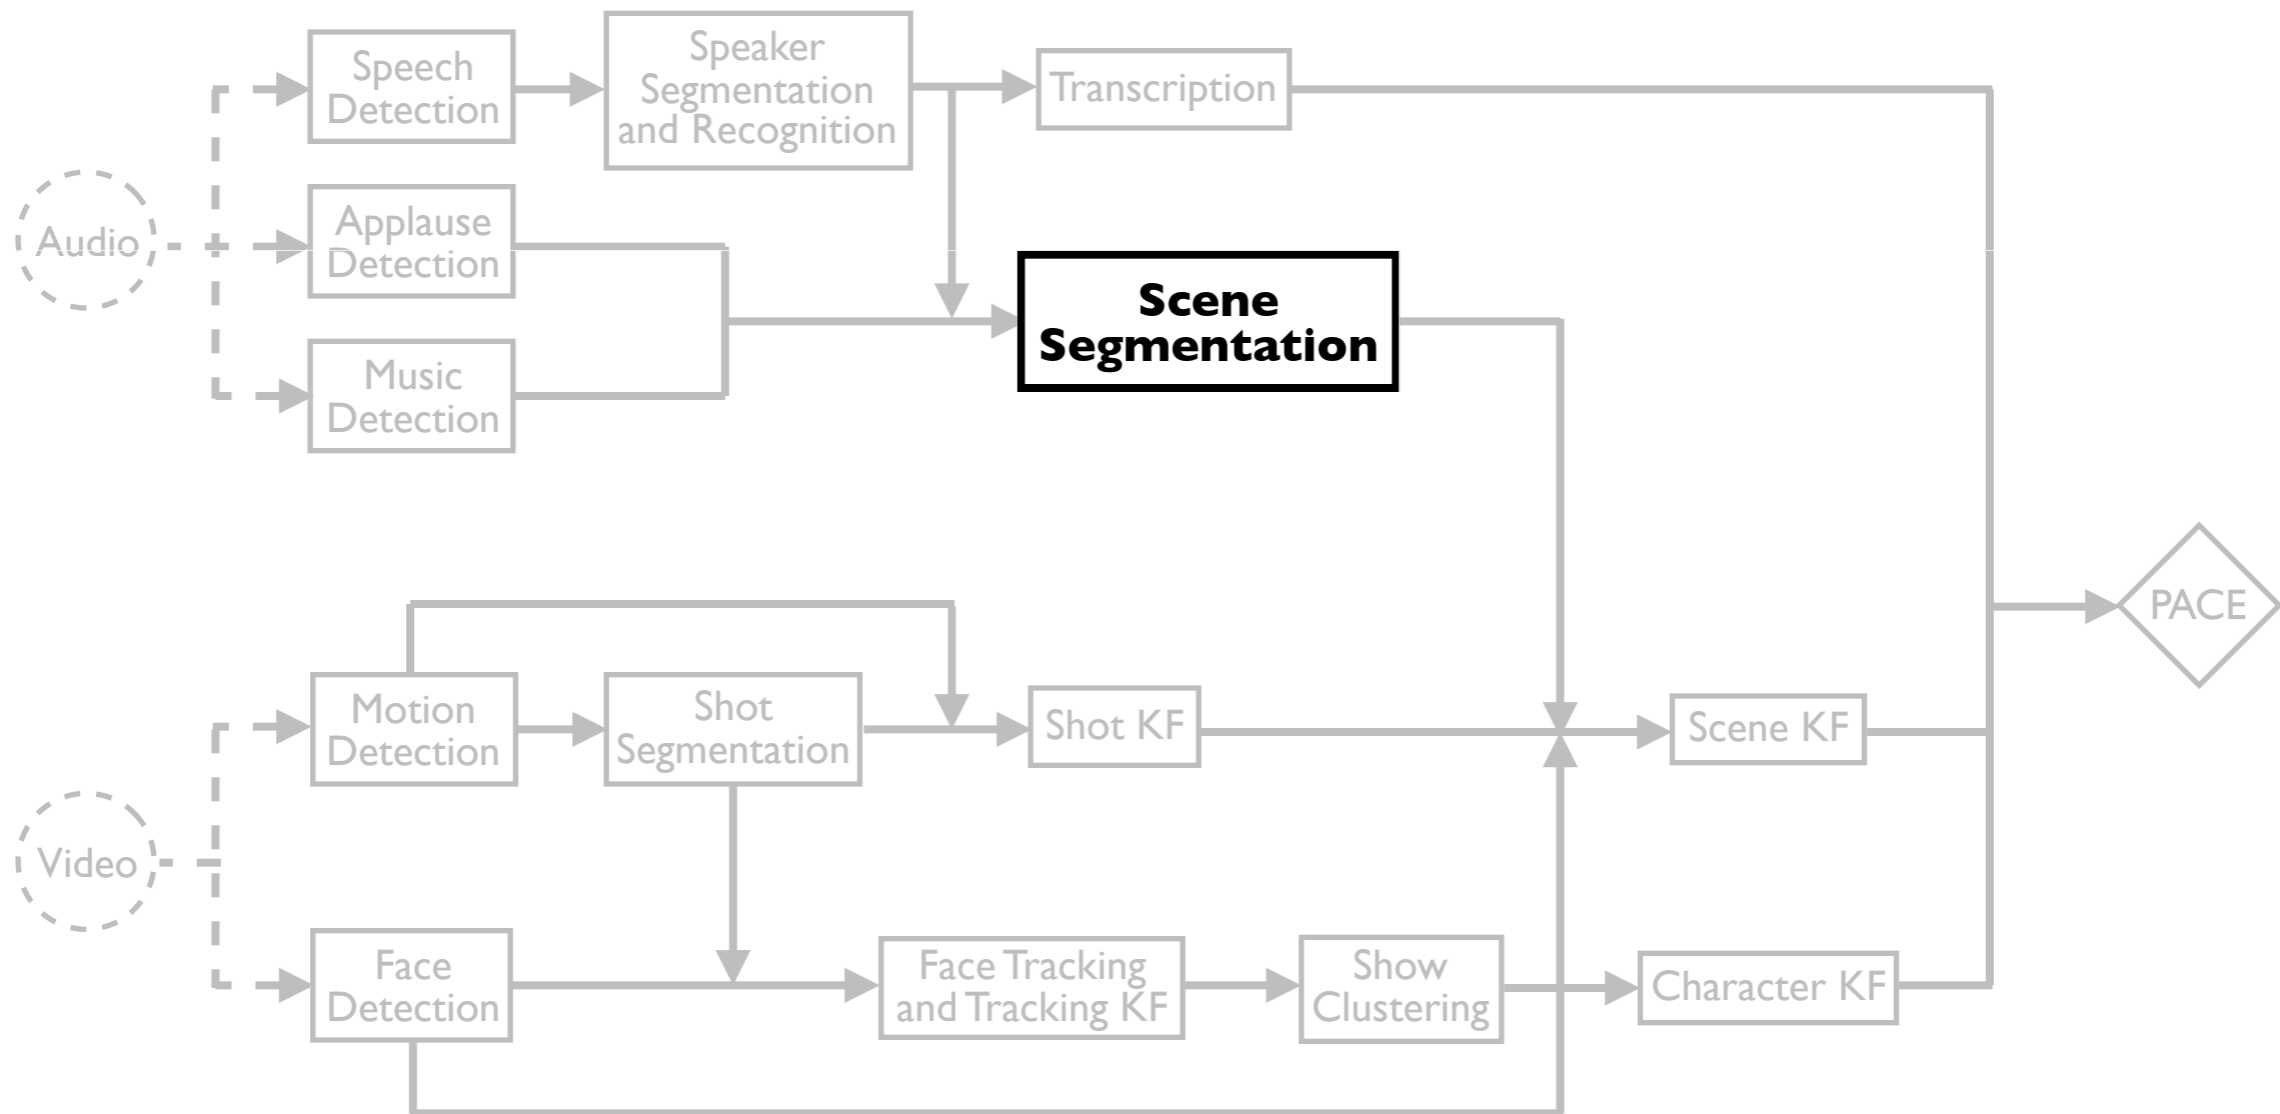 Speech
Detection
Speaker
Segmentation
and Recognition
Transcription
Audio
Applause
Detection
Scene
Segmentation
Music
Detection
PACE
Motion
Detection
Shot
Segmentation
Shot KF
Scene KF
Video
Face
Detection
Face Tracking
and Tracking KF
Show
Clustering
Character KF